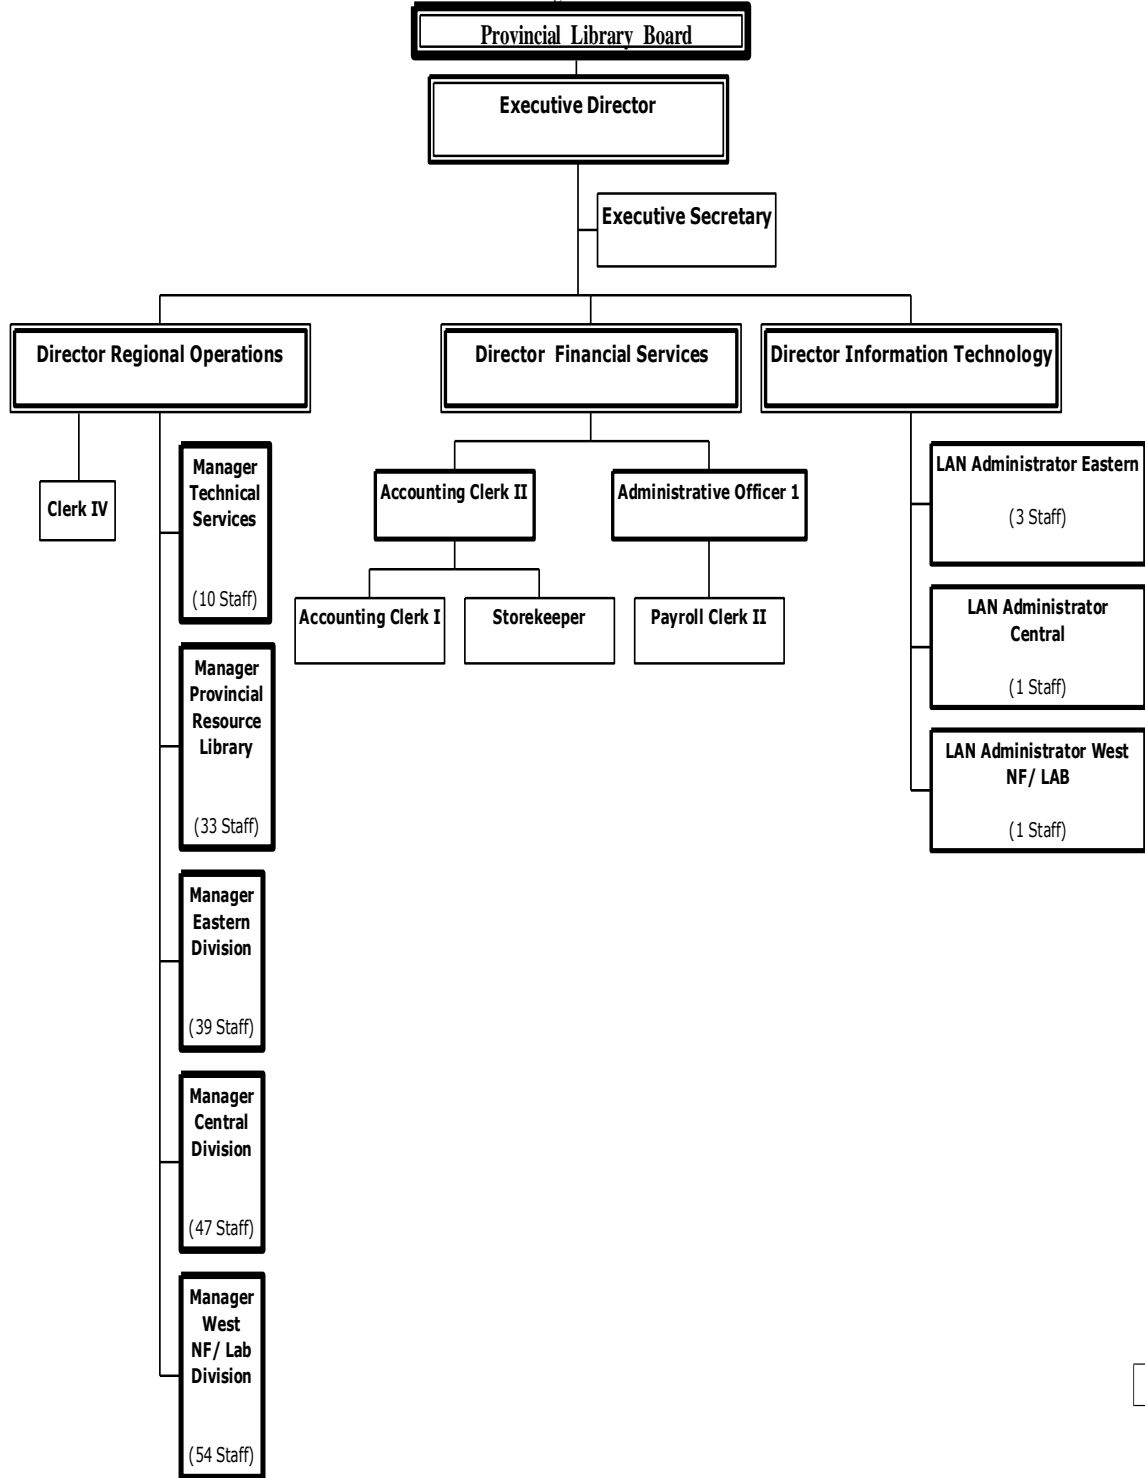 Provincial Library Board
Executive Director
Executive Secretary
Director Regional Operations
Director Financial Services
Director Information Technology
Clerk IV
Manager
Technical
Services
(10 Staff)
Manager
Provincial
Resource
Library
(33 Staff)
Manager
Eastern
Division
(39 Staff)
Manager
Central
Division
(47 Staff)
Manager
West
NF/ Lab
Division
(54 Staff)
Accounting Clerk II
Administrative Officer 1
Accounting Clerk I
Storekeeper
Payroll Clerk II
LAN Administrator Eastern
(3 Staff)
LAN Administrator
Central
(1 Staff)
LAN Administrator West
NF/ LAB
(1 Staff)